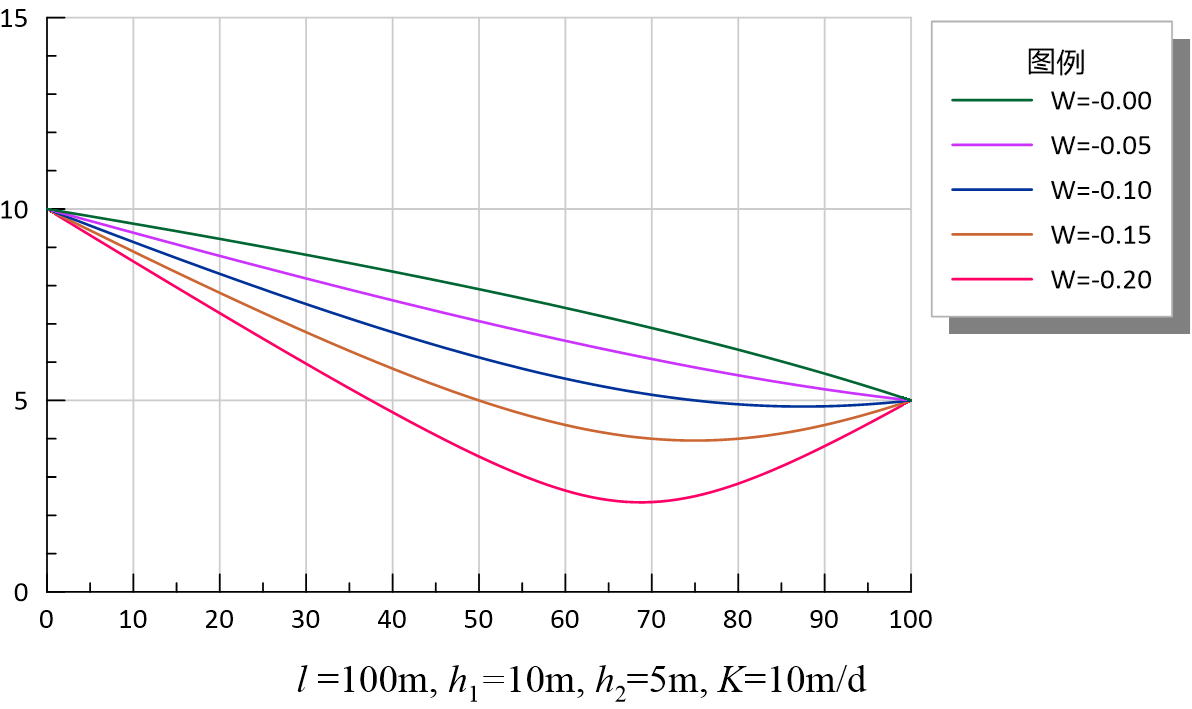 15
10
5
0
0 10 20 30 40 50 60 70 80 90 100
图例
W=-0.00
W=-0.05
W=-0.10
W=-0.15
W=-0.20
l =100m, h₁=10m, h₂=5m, K=10m/d